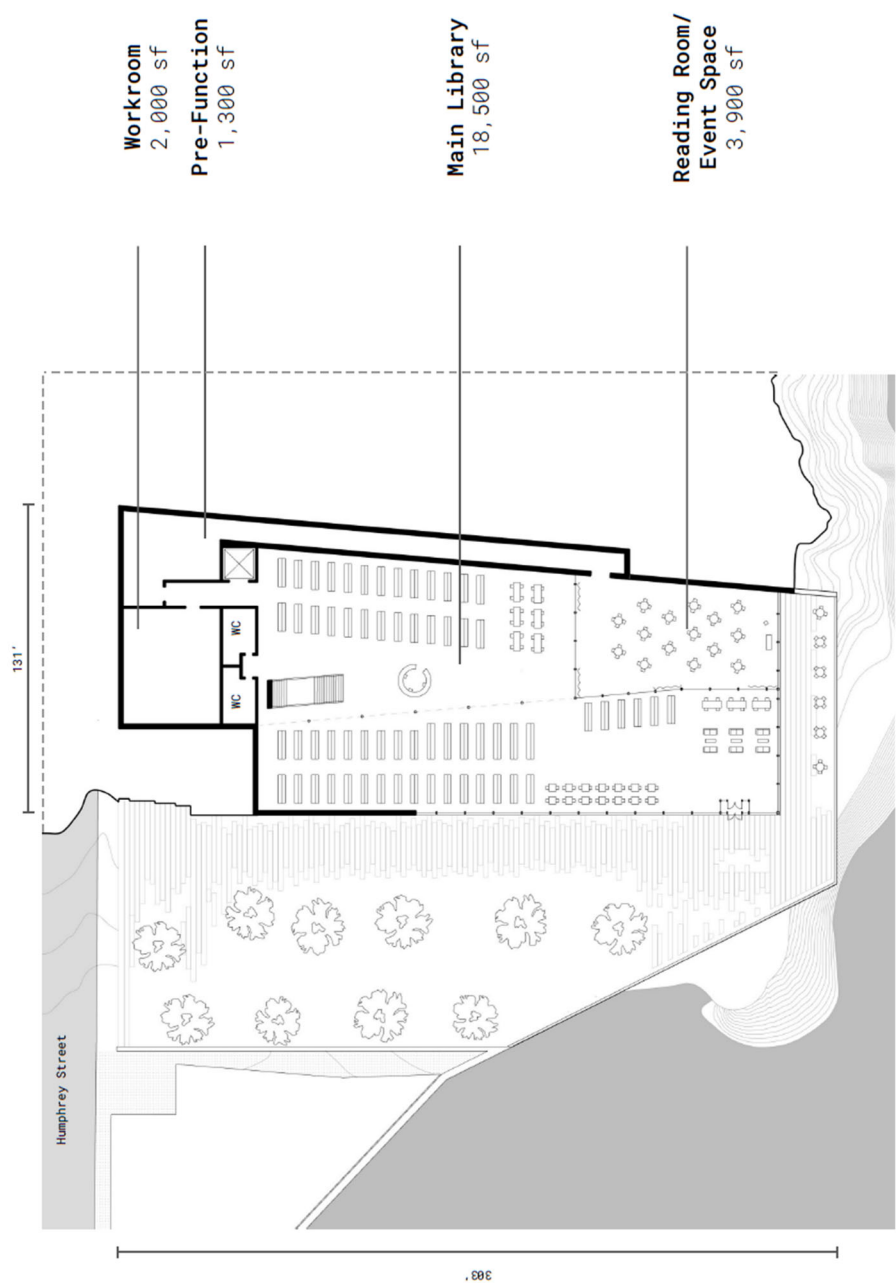 Workroom
2,000 sf
Pre-Function
1,300 sf
Main Library
18,500 sf
Reading Room/
Event Space
3,900 sf
131'
WC
WC
Humphrey Street
303'